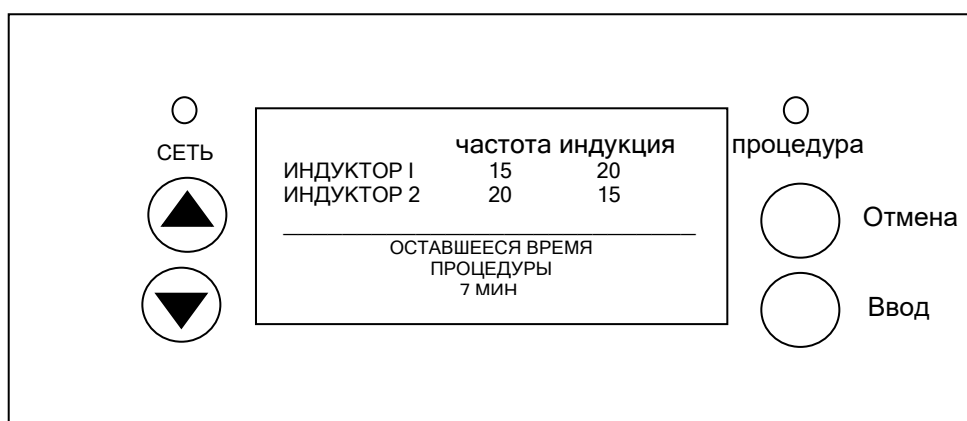 СЕТЬ
частота индукция
ИНДУКТОР I 15 20
ИНДУКТОР 2 20 15
ОСТАВШЕЕСЯ ВРЕМЯ
ПРОЦЕДУРЫ
7 МИН
процедура
Отмена
Ввод